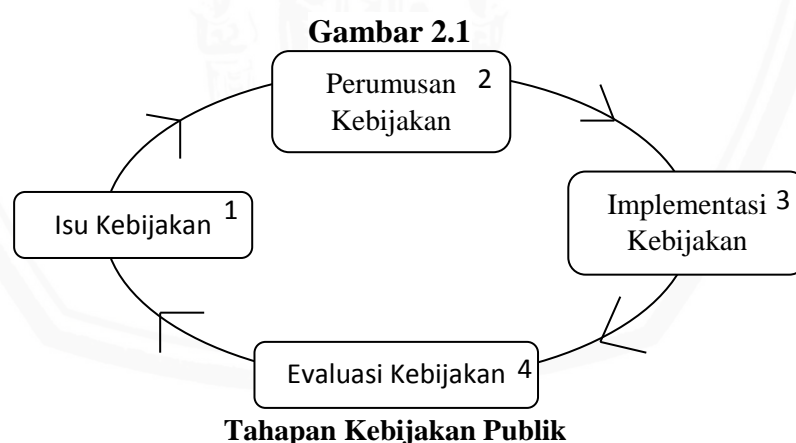 Gambar 2.1
Perumusan 2
Kebijakan
Isu Kebijakan 1
Implementasi 3
Kebijakan
Evaluasi Kebijakan 4
Tahapan Kebijakan Publik